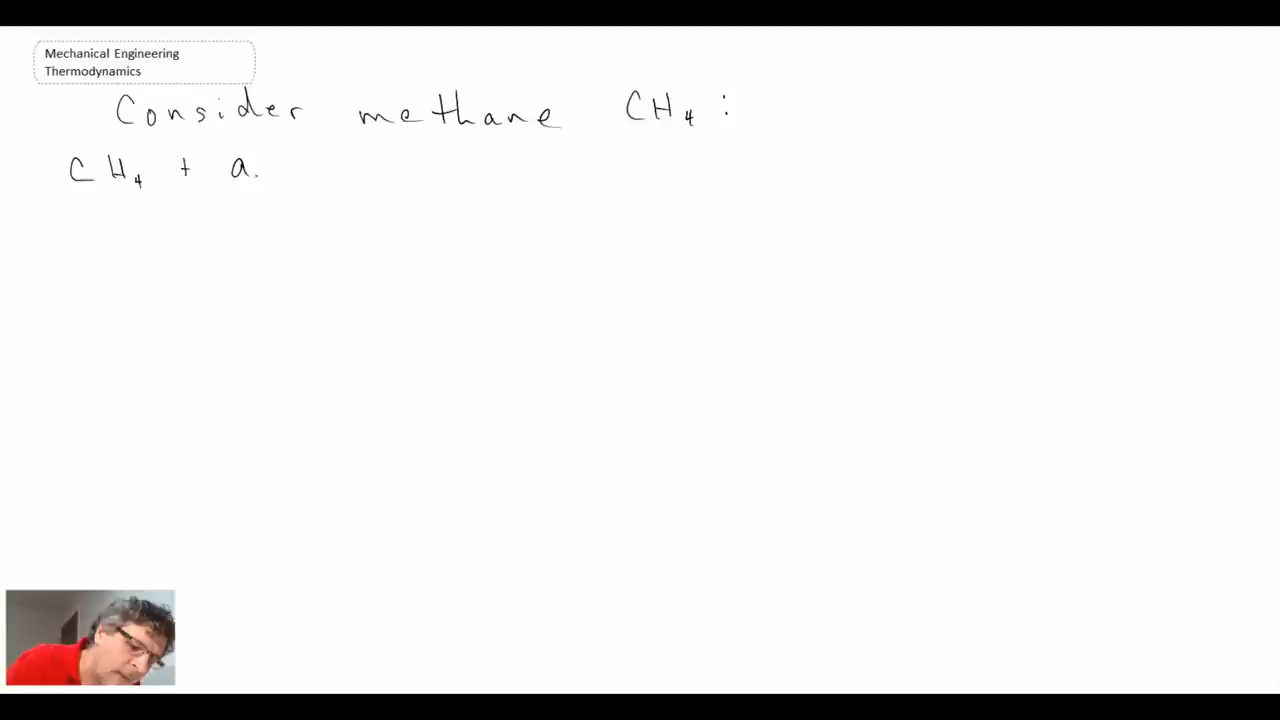 Mechanical Engineering
Thermodynamics
Consider methane CH₄ :
CH₄ + a.